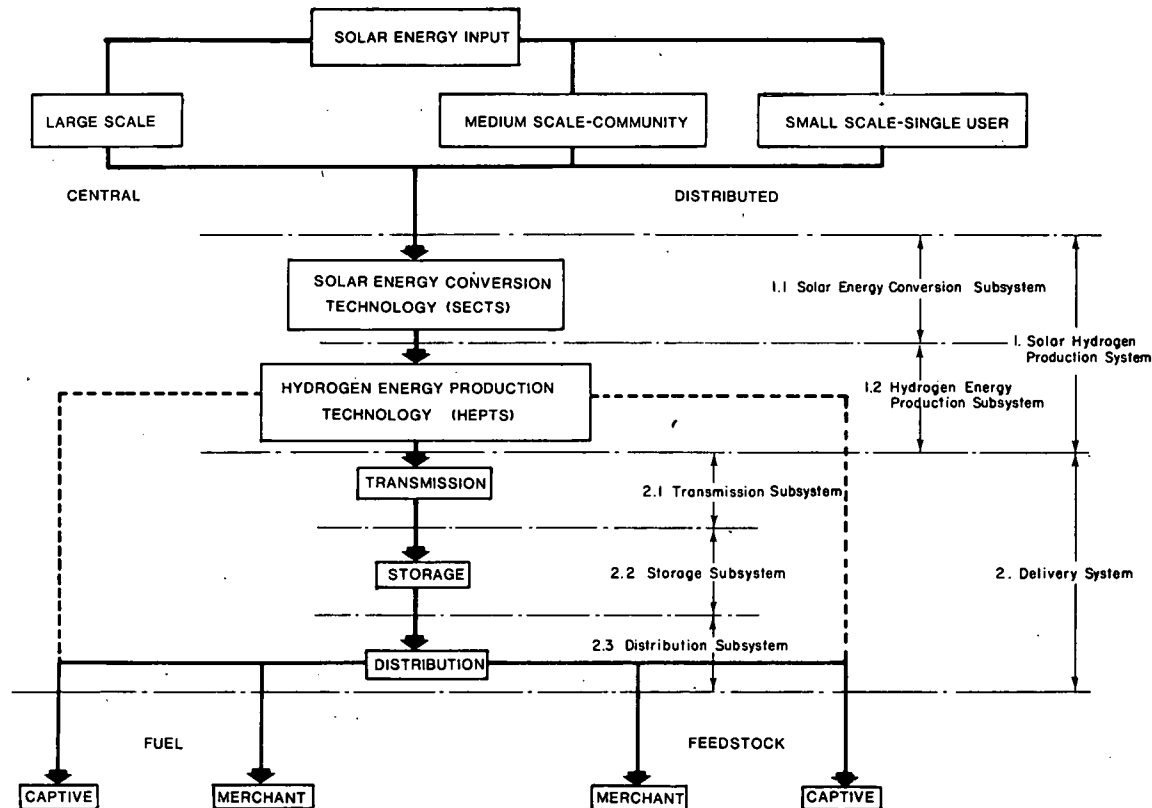 SOLAR ENERGY INPUT
LARGE SCALE
MEDIUM SCALE-COMMUNITY
SMALL SCALE-SINGLE USER
CENTRAL
DISTRIBUTED
SOLAR ENERGY CONVERSION
TECHNOLOGY (SECTS)
1.1 Solar Energy Conversion Subsystem
1. Solar Hydrogen
Production System
HYDROGEN ENERGY PRODUCTION
TECHNOLOGY (HEPTS)
1.2 Hydrogen Energy
Production Subsystem
TRANSMISSION
2.1 Transmission Subsystem
STORAGE
2.2 Storage Subsystem
2. Delivery System
DISTRIBUTION
2.3 Distribution Subsystem
FUEL
FEEDSTOCK
CAPTIVE
MERCHANT
MERCHANT
CAPTIVE